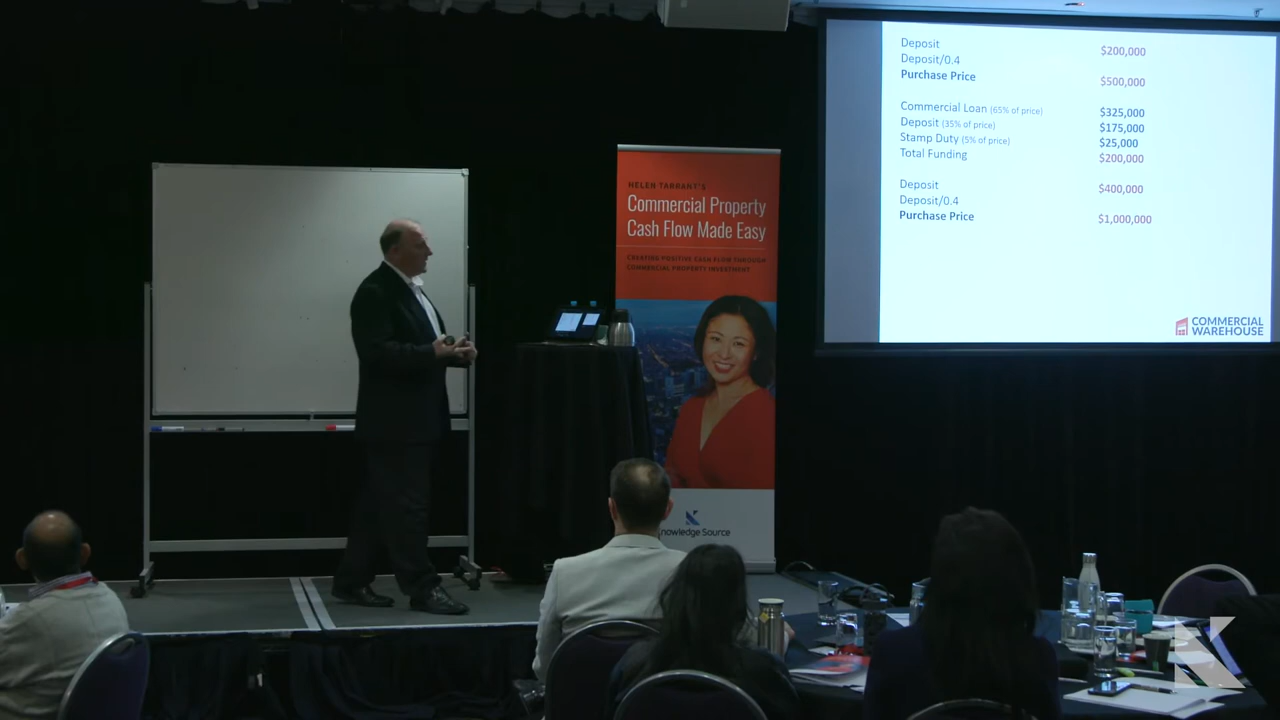 Deposit $200,000
Deposit/0.4
Purchase Price $500,000
Commercial Loan (65% of price) $325,000
Deposit (35% of price) $175,000
Stamp Duty (5% of price) $25,000
Total Funding $200,000
Deposit $400,000
Deposit/0.4
Purchase Price $1,000,000
COMMERCIAL
WAREHOUSE
HELEN TARRANT'S
Commercial Property
Cash Flow Made Easy
CREATING POSITIVE CASH FLOW THROUGH
COMMERCIAL PROPERTY INVESTMENT
Knowledge Source